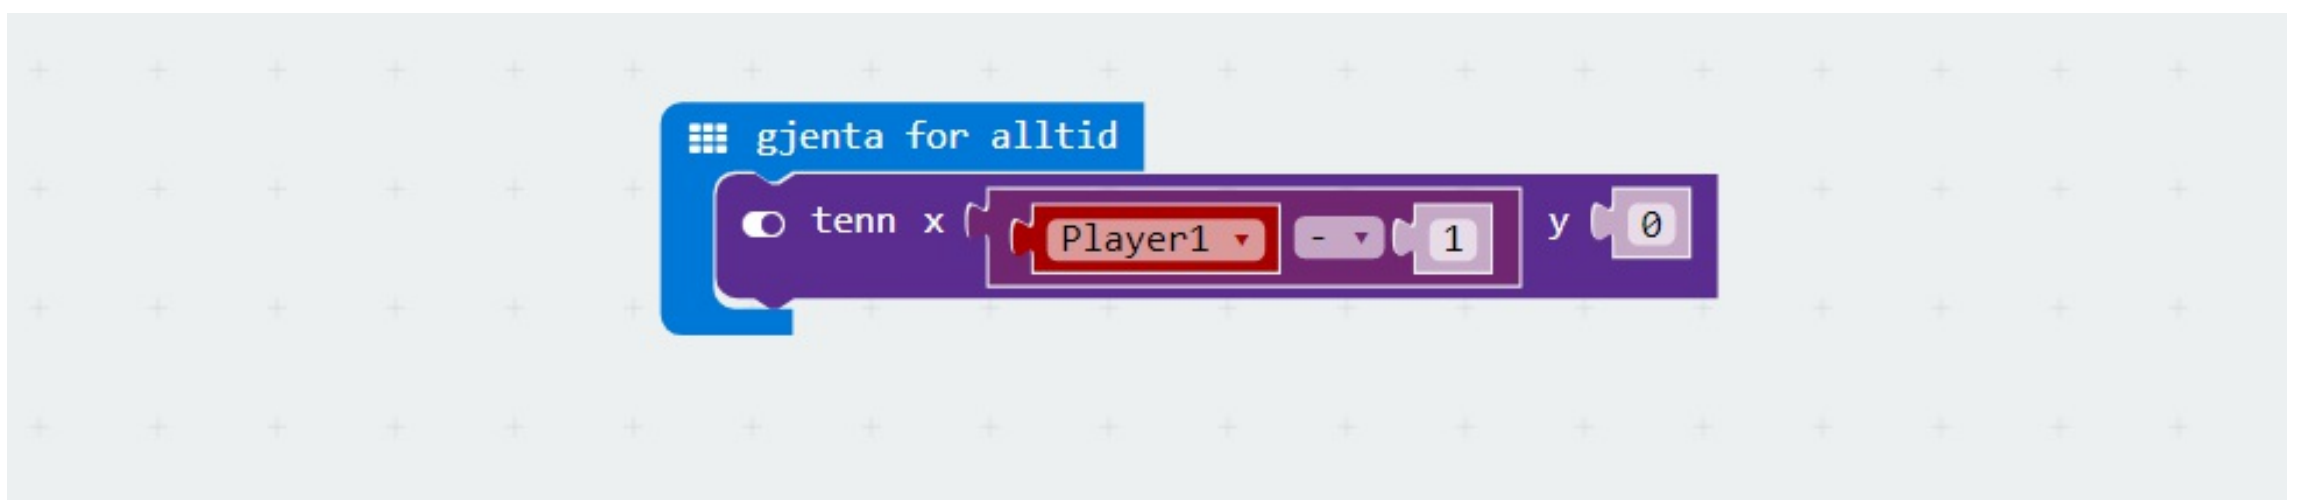 gjenta for alltid
tenn x Player1 - 1 y 0